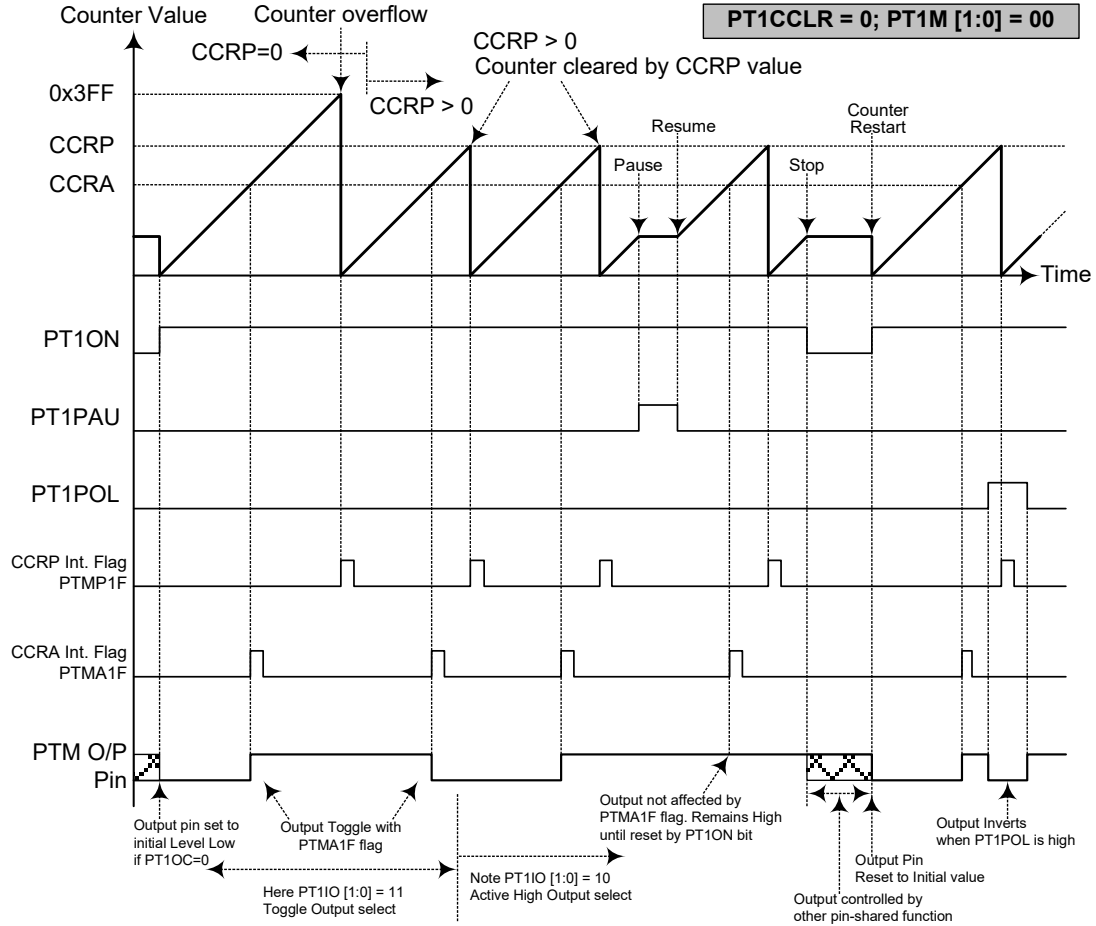 Counter Value
Counter overflow
PT1CCLR = 0; PT1M [1:0] = 00
CCRP=0
CCRP > 0
CCRP > 0
Counter cleared by CCRP value
0x3FF
CCRP
CCRA
Pause
Resume
Stop
Counter
Restart
Time
PT1ON
PT1PAU
PT1POL
CCRP Int. Flag
PTMP1F
CCRA Int. Flag
PTMA1F
PTM O/P
Pin
Output pin set to
initial Level Low
if PT1OC=0
Output Toggle with
PTMA1F flag
Here PT1IO [1:0] = 11
Toggle Output select
Note PT1IO [1:0] = 10
Active High Output select
Output not affected by
PTMA1F flag. Remains High
until reset by PT1ON bit
Output controlled by
other pin-shared function
Output Pin
Reset to Initial value
Output Inverts
when PT1POL is high